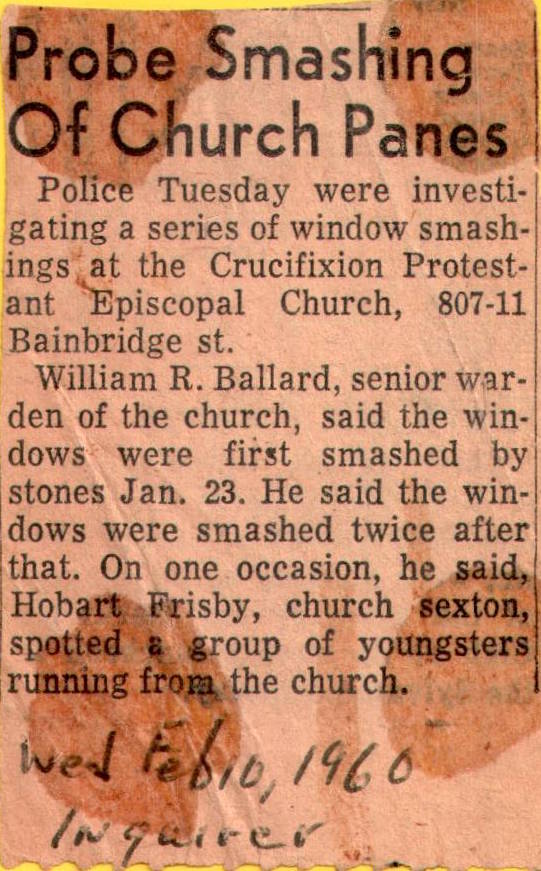 Probe Smashing
Of Church Panes
Police Tuesday were investi-
gating a series of window smash-
ings at the Crucifixion Protest-
ant Episcopal Church, 807-11
Bainbridge st.
William R. Ballard, senior war-
den of the church, said the win-
dows were first smashed by
stones Jan. 23. He said the win-
dows were smashed twice after
that. On one occasion, he said,
Hobart Frisby, church sexton,
spotted a group of youngsters
running from the church.
Wed Feb 10, 1960
Inquirer